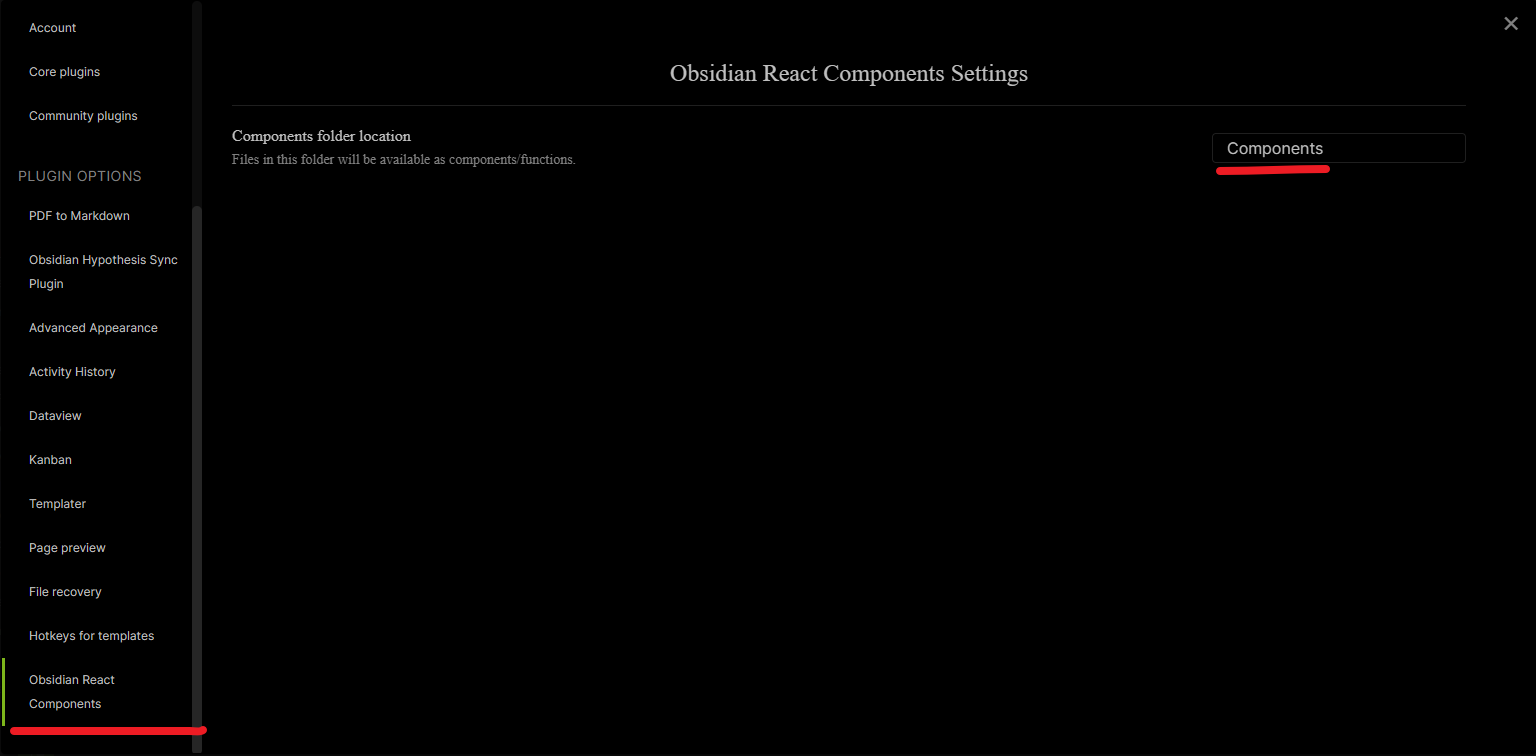 Account
Core plugins
Community plugins
PLUGIN OPTIONS
PDF to Markdown
Obsidian Hypothesis Sync
Plugin
Advanced Appearance
Activity History
Dataview
Kanban
Templater
Page preview
File recovery
Hotkeys for templates
Obsidian React
Components
Obsidian React Components Settings
Components folder location
Files in this folder will be available as components/functions.
Components